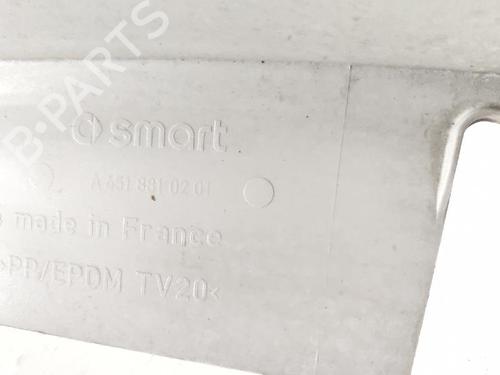 B-PARTS
smart
A 451 881 02 01
made in France
>PP/EPDM TV20<